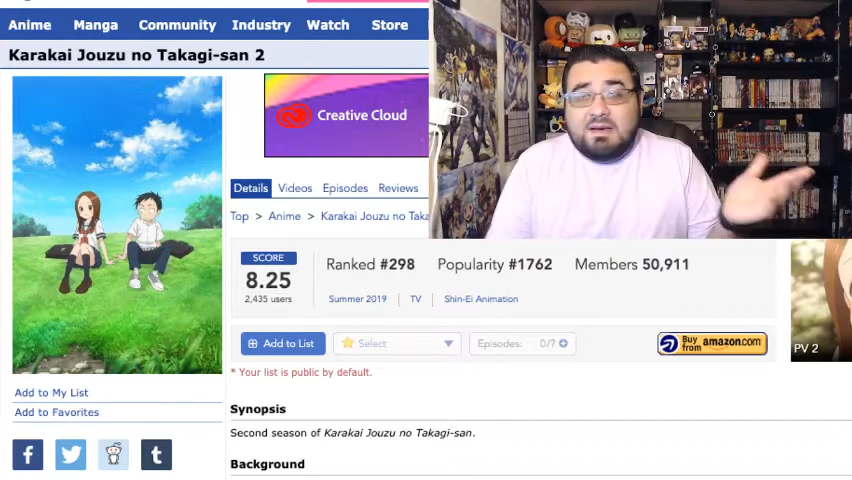 Anime Manga Community Industry Watch Store
Karakai Jouzu no Takagi-san 2
Creative Cloud
Details Videos Episodes Reviews
Top > Anime > Karakai Jouzu no Taka
SCORE
8.25
2,435 users
Ranked #298 Popularity #1762 Members 50,911
Summer 2019 TV Shin-Ei Animation
Add to List Select Episodes: 0/? Buy from amazon.com
PV 2
* Your list is public by default.
Add to My List
Add to Favorites
Synopsis
Second season of Karakai Jouzu no Takagi-san.
Background
f
t